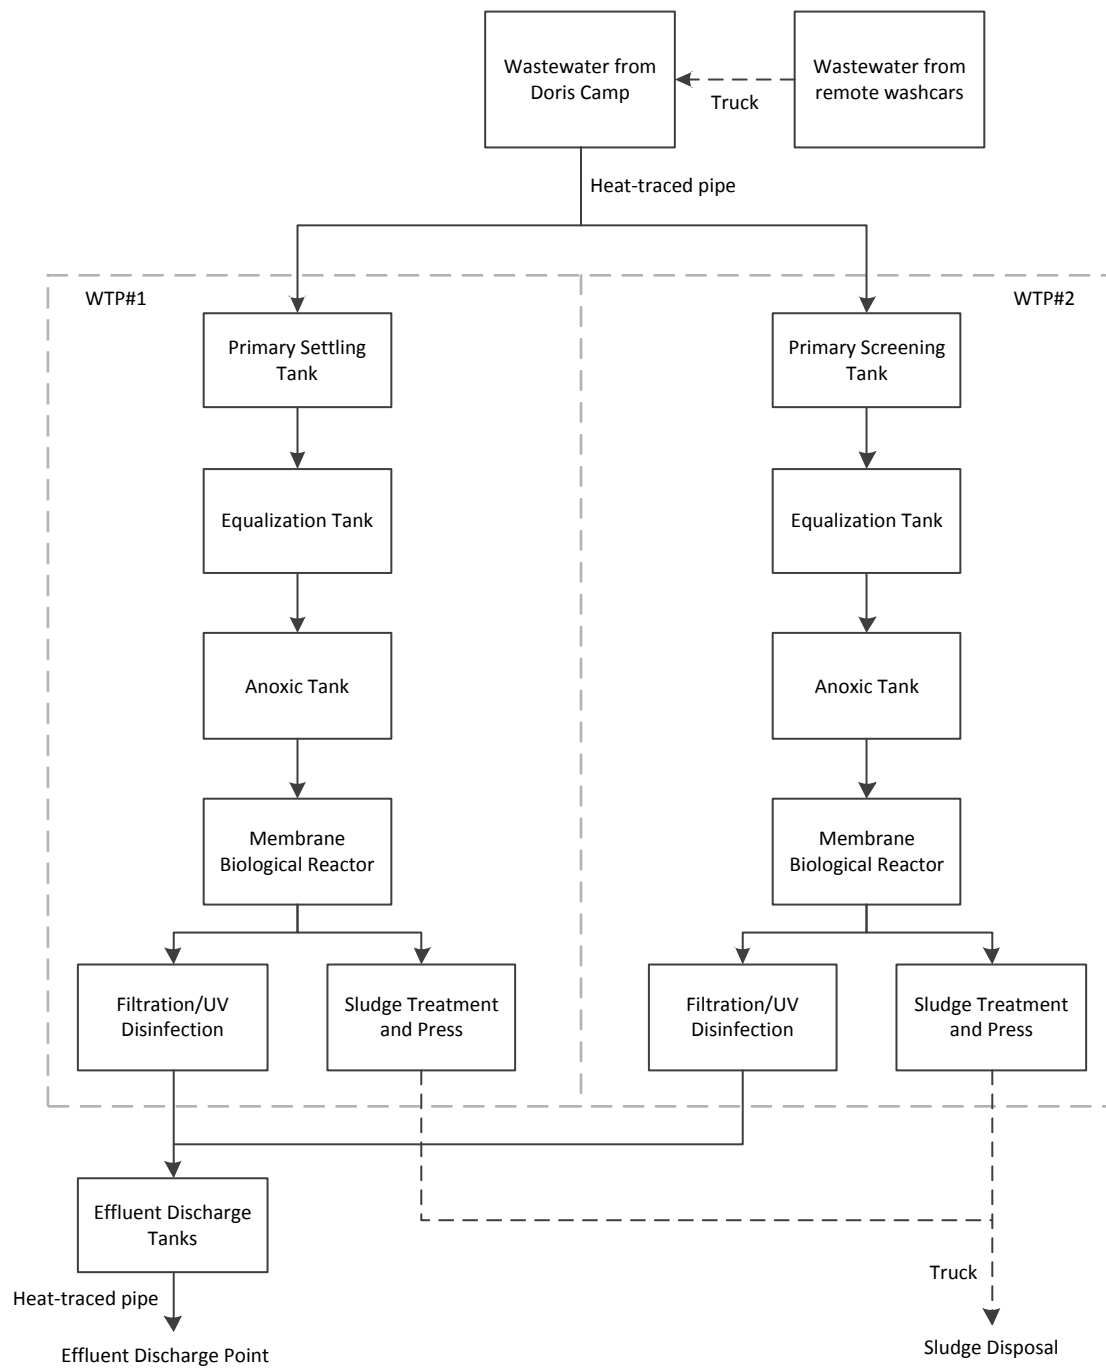 Wastewater from
Doris Camp
Truck
Wastewater from
remote washcars
Heat-traced pipe
WTP#1
WTP#2
Primary Settling
Tank
Primary Screening
Tank
Equalization Tank
Equalization Tank
Anoxic Tank
Anoxic Tank
Membrane
Biological Reactor
Membrane
Biological Reactor
Filtration/UV
Disinfection
Sludge Treatment
and Press
Filtration/UV
Disinfection
Sludge Treatment
and Press
Effluent Discharge
Tanks
Heat-traced pipe
Truck
Effluent Discharge Point
Sludge Disposal